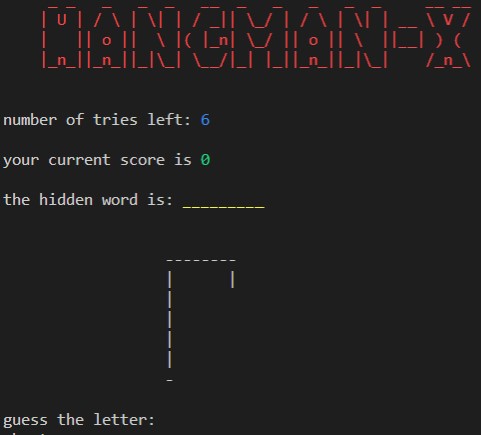 HANGMAN-X
number of tries left: 6
your current score is 0
the hidden word is: _________
guess the letter: